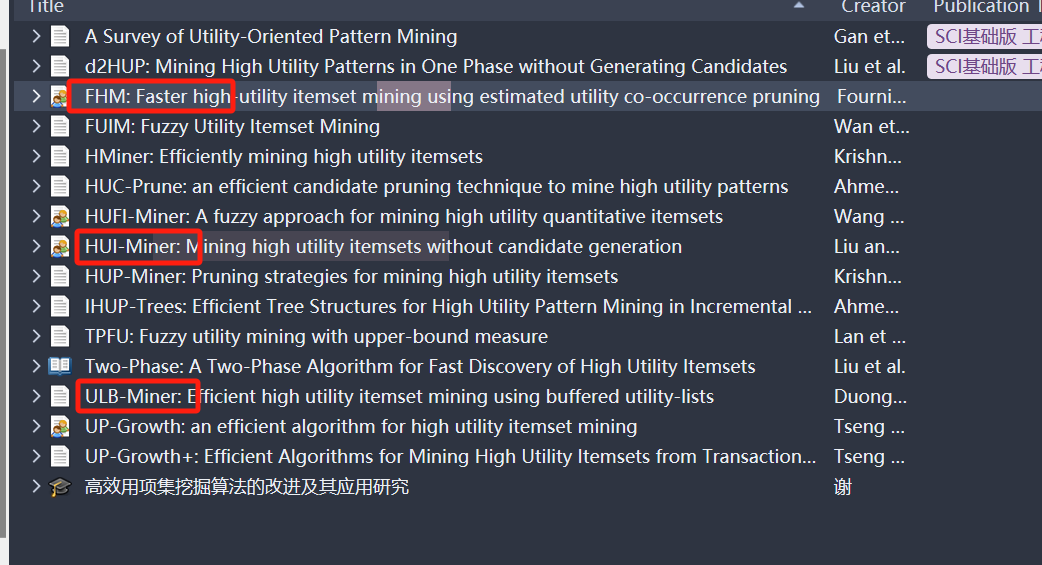 Title Creator Publication
A Survey of Utility-Oriented Pattern Mining Gan et... SCI基础版 工
d2HUP: Mining High Utility Patterns in One Phase without Generating Candidates Liu et al. SCI基础版 工
FHM: Faster high-utility itemset mining using estimated utility co-occurrence pruning Fourni...
FUIM: Fuzzy Utility Itemset Mining Wan et...
HMiner: Efficiently mining high utility itemsets Krishn...
HUC-Prune: an efficient candidate pruning technique to mine high utility patterns Ahme...
HUFI-Miner: A fuzzy approach for mining high utility quantitative itemsets Wang ...
HUI-Miner: Mining high utility itemsets without candidate generation Liu an...
HUP-Miner: Pruning strategies for mining high utility itemsets Krishn...
IHUP-Trees: Efficient Tree Structures for High Utility Pattern Mining in Incremental ... Ahme...
TPFU: Fuzzy utility mining with upper-bound measure Lan et ...
Two-Phase: A Two-Phase Algorithm for Fast Discovery of High Utility Itemsets Liu et al.
ULB-Miner: Efficient high utility itemset mining using buffered utility-lists Duong...
UP-Growth: an efficient algorithm for high utility itemset mining Tseng ...
UP-Growth+: Efficient Algorithms for Mining High Utility Itemsets from Transaction... Tseng ...
高效用项集挖掘算法的改进及其应用研究 谢